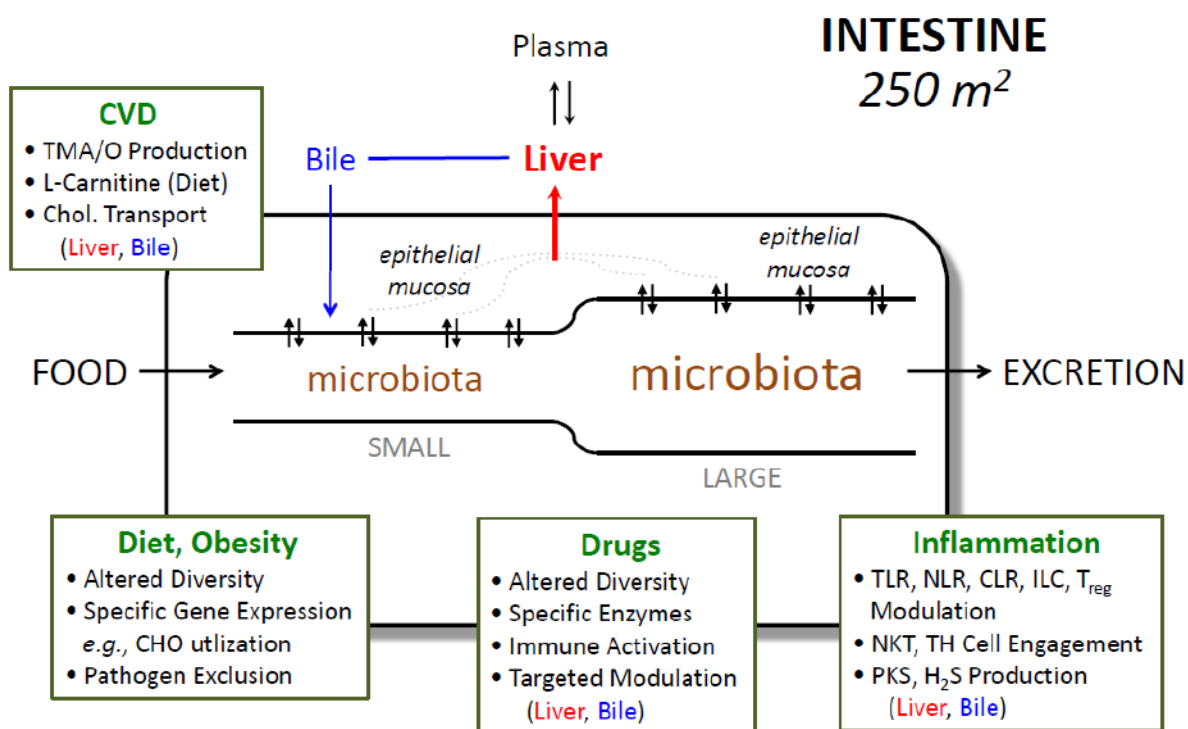 INTESTINE
250 m²
Plasma
CVD
• TMA/O Production
• L-Carnitine (Diet)
• Chol. Transport
(Liver, Bile)
Bile
Liver
epithelial
mucosa
epithelial
mucosa
FOOD
microbiota
microbiota
EXCRETION
SMALL
LARGE
Diet, Obesity
• Altered Diversity
• Specific Gene Expression
e.g., CHO utlization
• Pathogen Exclusion
Drugs
• Altered Diversity
• Specific Enzymes
• Immune Activation
• Targeted Modulation
(Liver, Bile)
Inflammation
• TLR, NLR, CLR, ILC, Treg
Modulation
• NKT, TH Cell Engagement
• PKS, H₂S Production
(Liver, Bile)